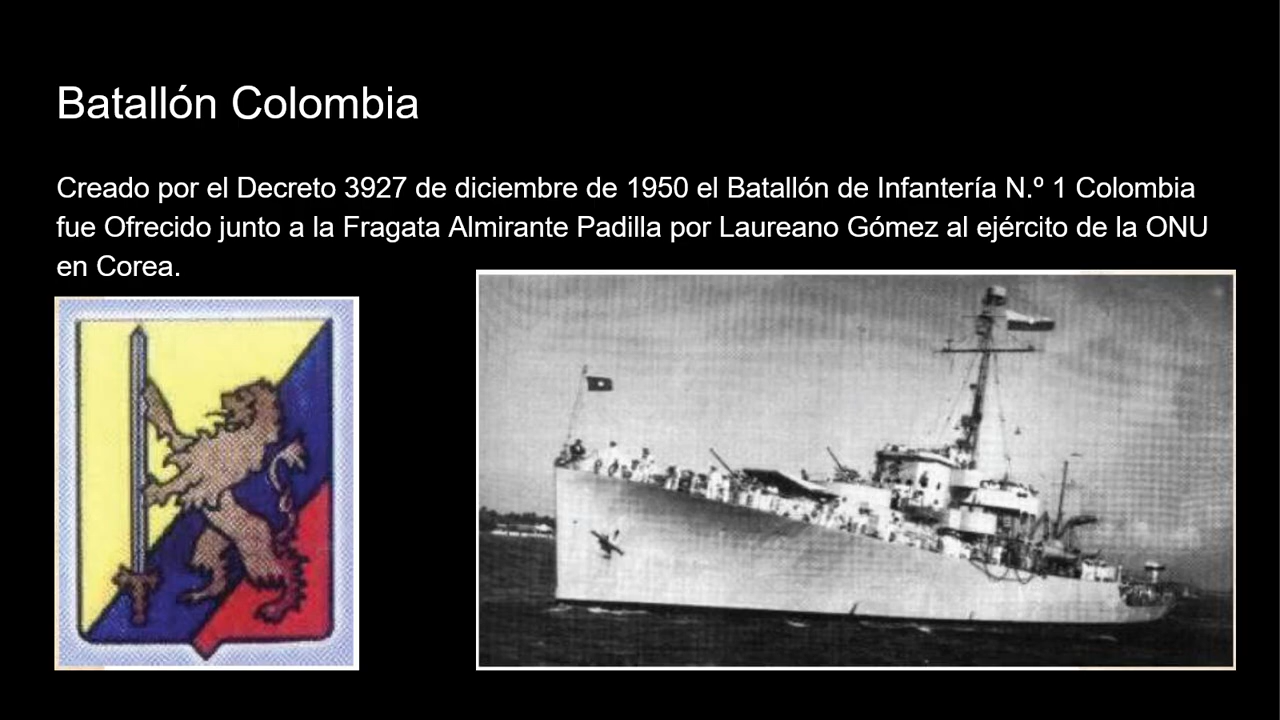 Batallón Colombia
Creado por el Decreto 3927 de diciembre de 1950 el Batallón de Infantería N.º 1 Colombia
fue Ofrecido junto a la Fragata Almirante Padilla por Laureano Gómez al ejército de la ONU
en Corea.